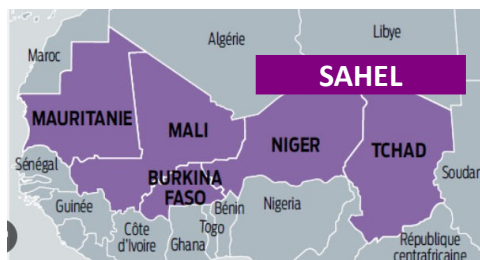 Algérie
Libye
Maroc
SAHEL
MAURITANIE
MALI
NIGER
TCHAD
Sénégal
BURKINA
FASO
Soudan
Guinée
Bénin
Nigeria
Togo
Côte
d'Ivoire
Ghana
République
centrafricaine